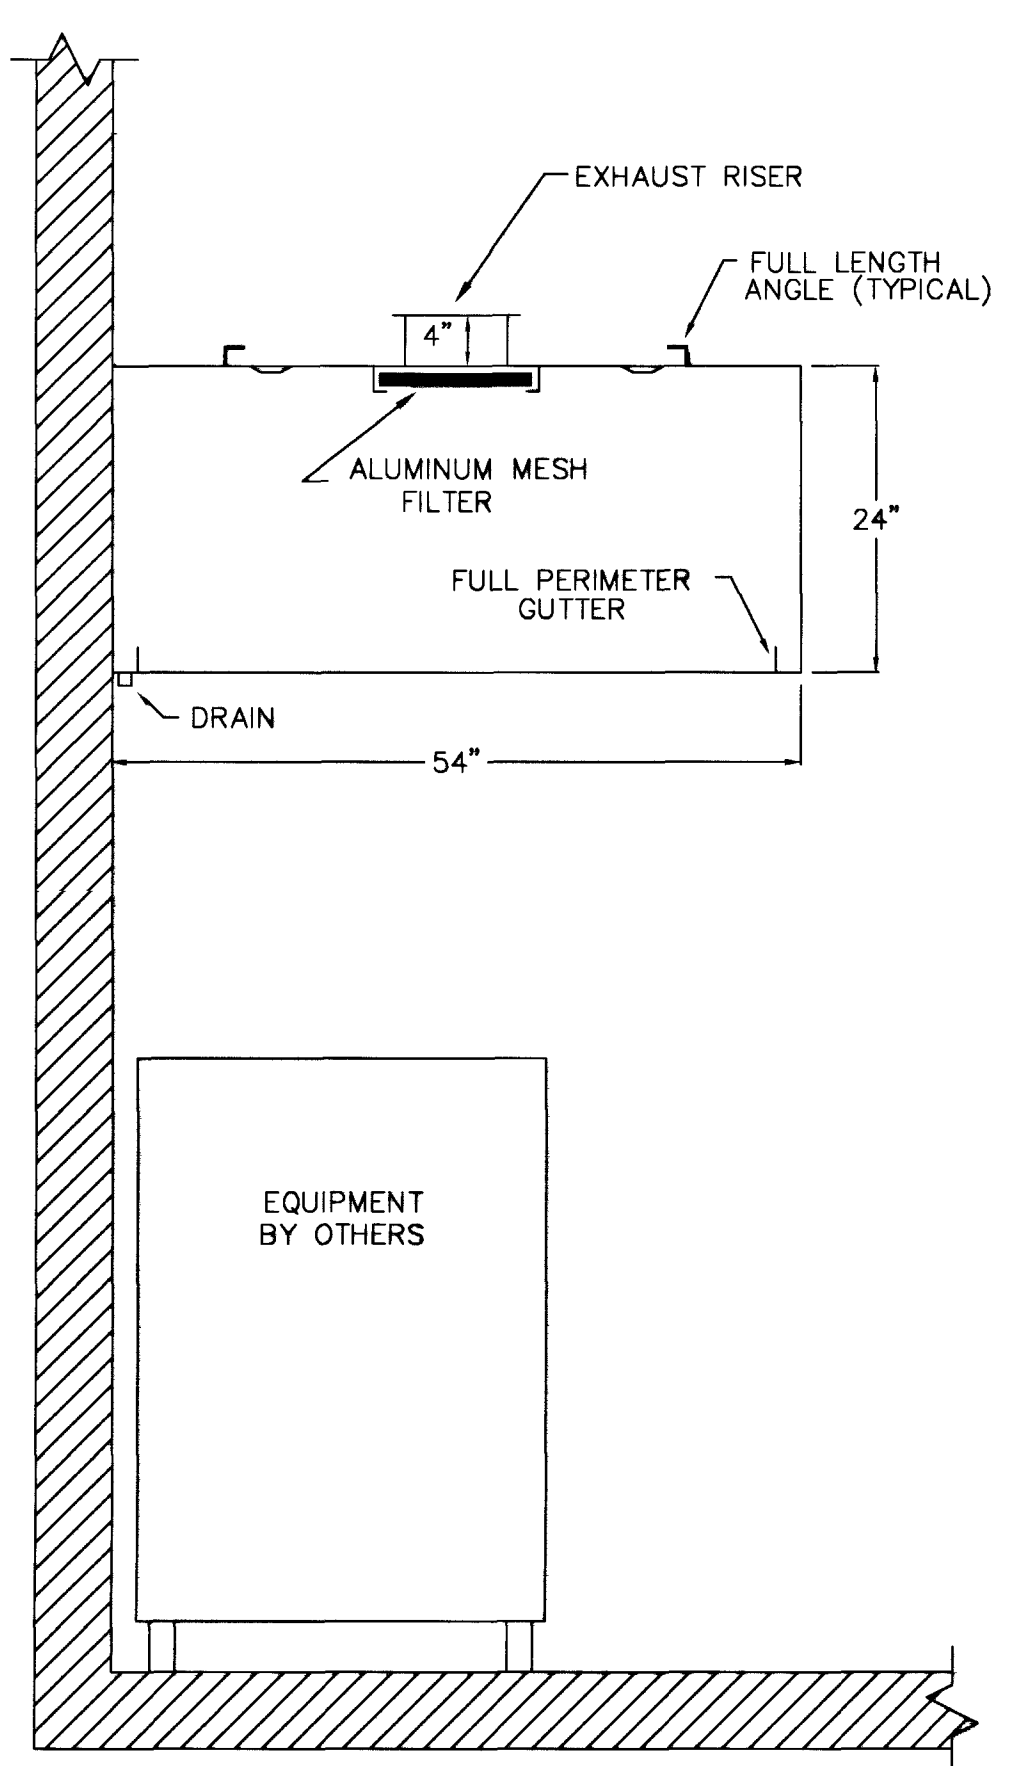 EXHAUST RISER
FULL LENGTH
ANGLE (TYPICAL)
4"
ALUMINUM MESH
FILTER
24"
FULL PERIMETER
GUTTER
DRAIN
54"
EQUIPMENT
BY OTHERS